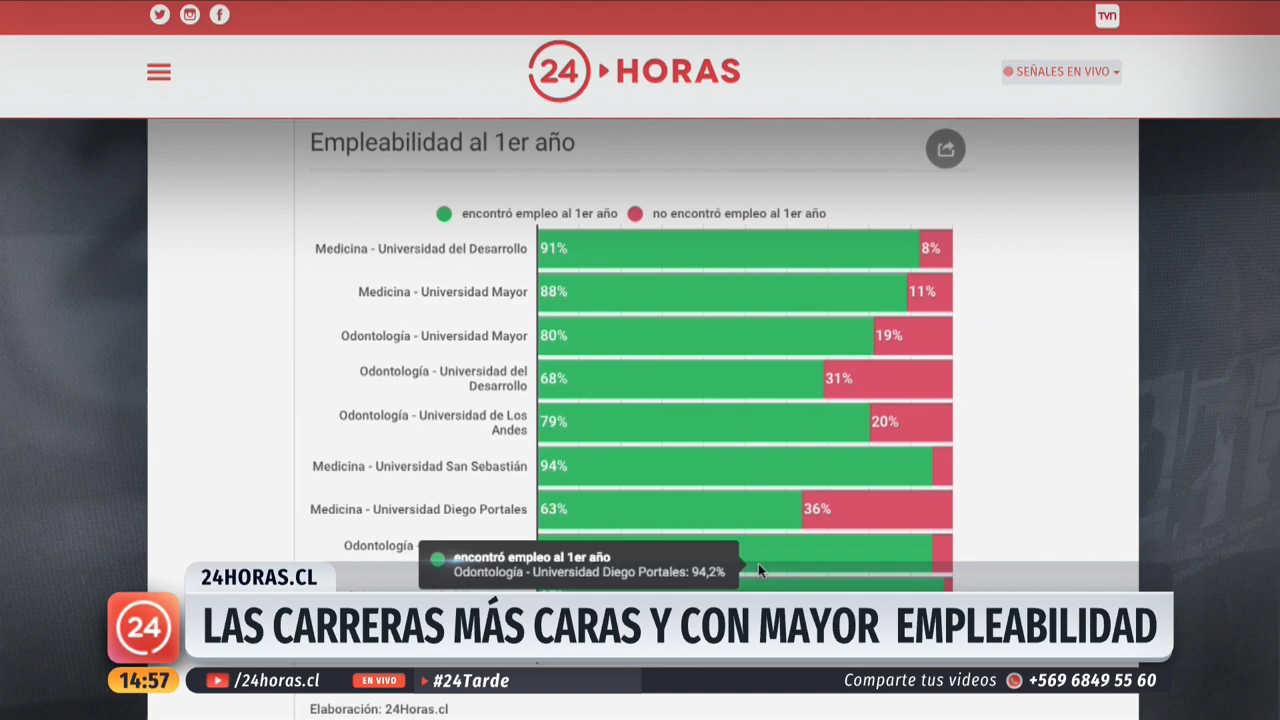 TVN
24 HORAS
SEÑALES EN VIVO
Empleabilidad al 1er año
encontró empleo al 1er año
no encontró empleo al 1er año
Medicina - Universidad del Desarrollo 91% 8%
Medicina - Universidad Mayor 88% 11%
Odontología - Universidad Mayor 80% 19%
Odontología - Universidad del
Desarrollo 68% 31%
Odontología - Universidad de Los
Andes 79% 20%
Medicina - Universidad San Sebastián 94%
Medicina - Universidad Diego Portales 63% 36%
Odontología -
encontró empleo al 1er año
Odontología - Universidad Diego Portales: 94,2%
24HORAS.CL
24
LAS CARRERAS MÁS CARAS Y CON MAYOR EMPLEABILIDAD
14:57
/24horas.cl
EN VIVO
#24Tarde
Comparte tus videos
+569 6849 55 60
Elaboración: 24Horas.cl